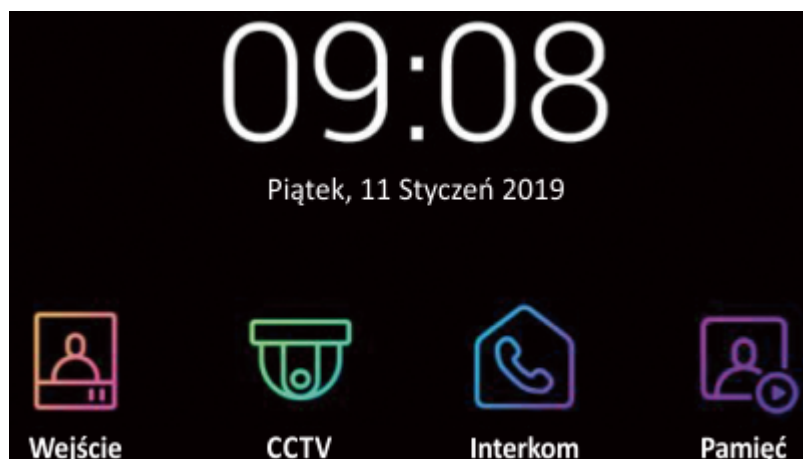 09:08
Piątek, 11 Styczeń 2019
Wejście CCTV Interkom Pamięć